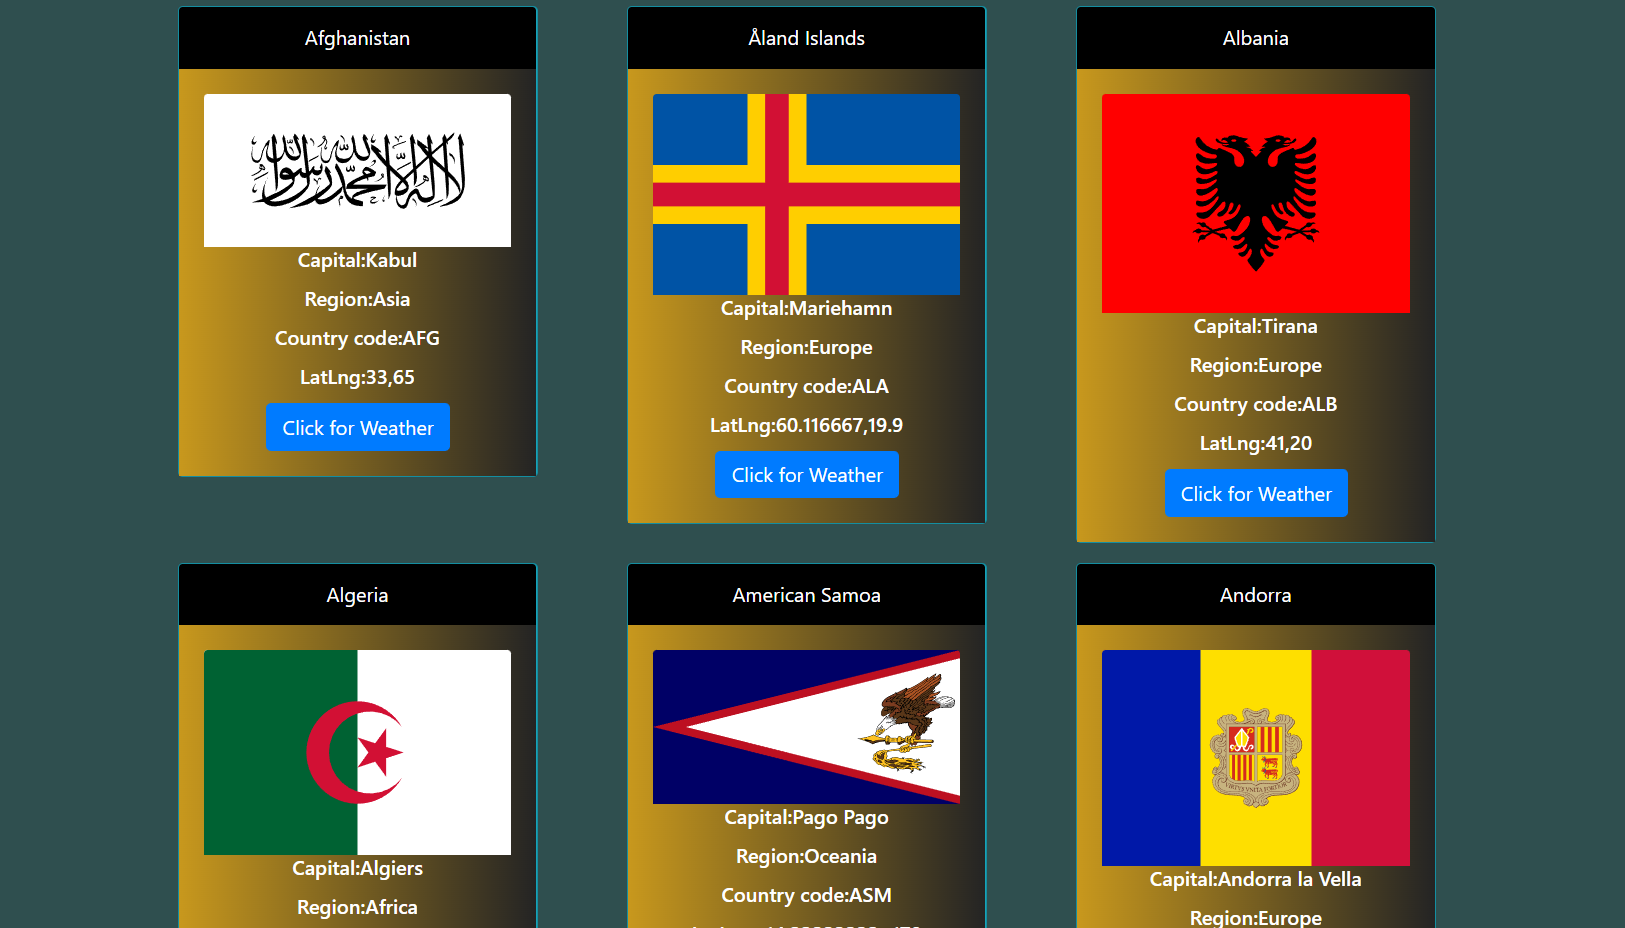 Afghanistan
لا إله إلا الله محمد رسول الله
Capital:Kabul
Region:Asia
Country code:AFG
LatLng:33,65
Click for Weather
Åland Islands
Capital:Mariehamn
Region:Europe
Country code:ALA
LatLng:60.116667,19.9
Click for Weather
Albania
Capital:Tirana
Region:Europe
Country code:ALB
LatLng:41,20
Click for Weather
Algeria
Capital:Algiers
Region:Africa
American Samoa
Capital:Pago Pago
Region:Oceania
Country code:ASM
Andorra
VIRTVS VNITA FORTIOR
Capital:Andorra la Vella
Region:Europe